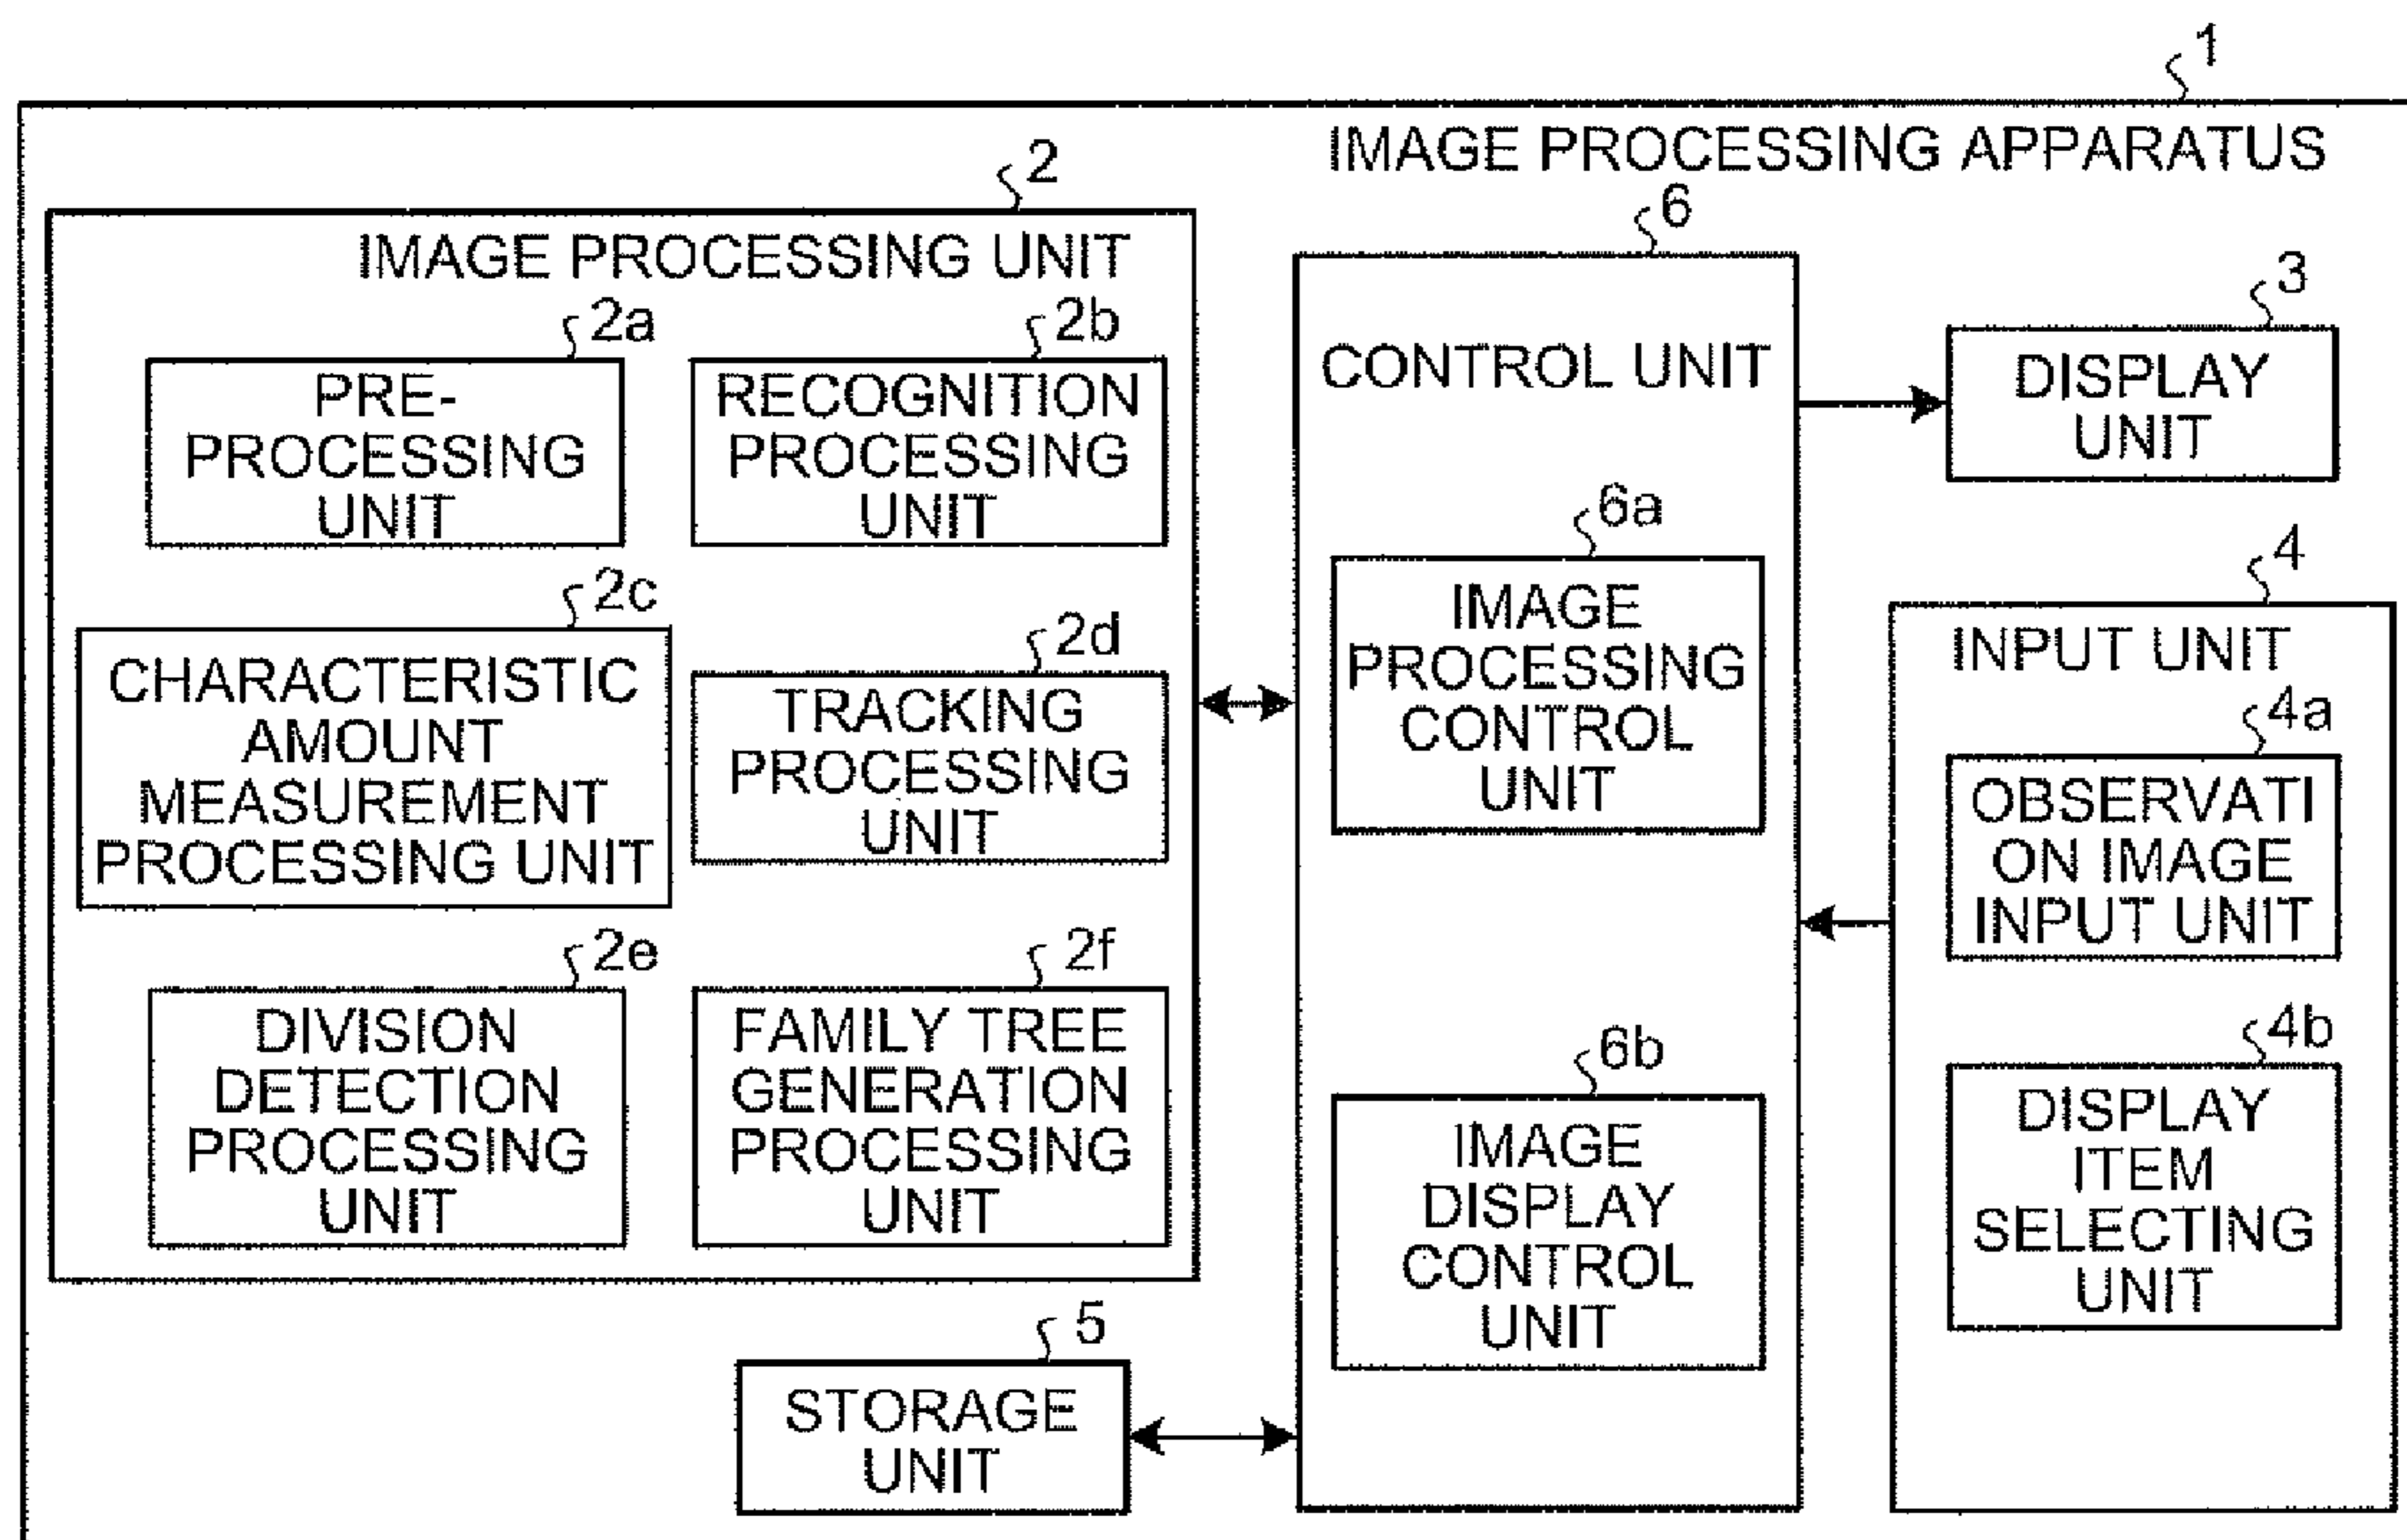 1
IMAGE PROCESSING APPARATUS
2
IMAGE PROCESSING UNIT
2a
PRE-
PROCESSING
UNIT
2b
RECOGNITION
PROCESSING
UNIT
2c
CHARACTERISTIC
AMOUNT
MEASUREMENT
PROCESSING UNIT
2d
TRACKING
PROCESSING
UNIT
2e
DIVISION
DETECTION
PROCESSING
UNIT
2f
FAMILY TREE
GENERATION
PROCESSING
UNIT
5
STORAGE
UNIT
6
CONTROL UNIT
6a
IMAGE
PROCESSING
CONTROL
UNIT
6b
IMAGE
DISPLAY
CONTROL
UNIT
3
DISPLAY
UNIT
4
INPUT UNIT
4a
OBSERVATI
ON IMAGE
INPUT UNIT
4b
DISPLAY
ITEM
SELECTING
UNIT